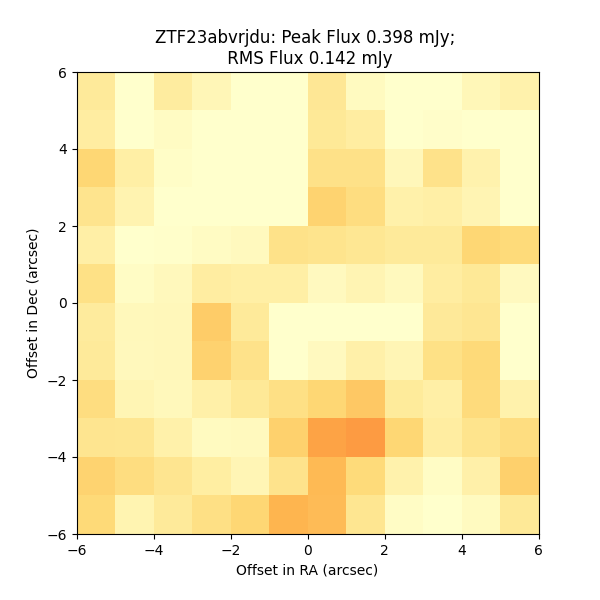 ZTF23abvrjdu: Peak Flux 0.398 mJy;
RMS Flux 0.142 mJy
6
4
2
0
−2
−4
−6
Offset in Dec (arcsec)
−6 −4 −2 0 2 4 6
Offset in RA (arcsec)